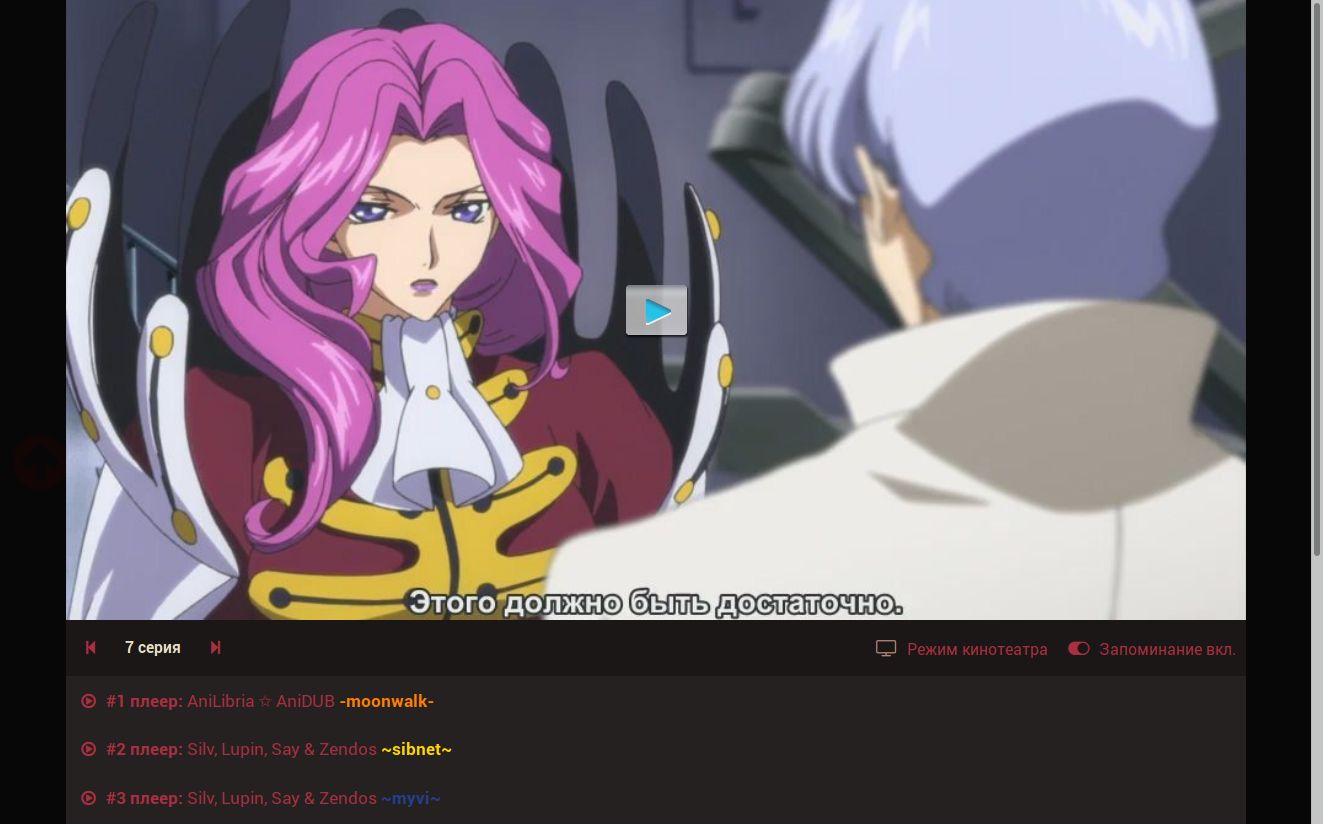 Этого должно быть достаточно.
7 серия
Режим кинотеатра
Запоминание вкл.
#1 плеер: AniLibria ☆ AniDUB -moonwalk-
#2 плеер: Silv, Lupin, Say & Zendos ~sibnet~
#3 плеер: Silv, Lupin, Say & Zendos ~myvi~